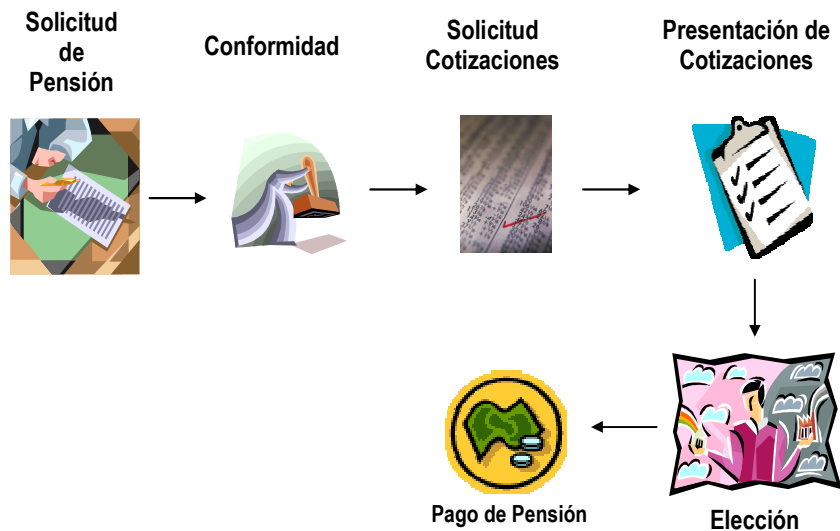 Solicitud
de
Pensión
Conformidad
Solicitud
Cotizaciones
Presentación de
Cotizaciones
Pago de Pensión
Elección